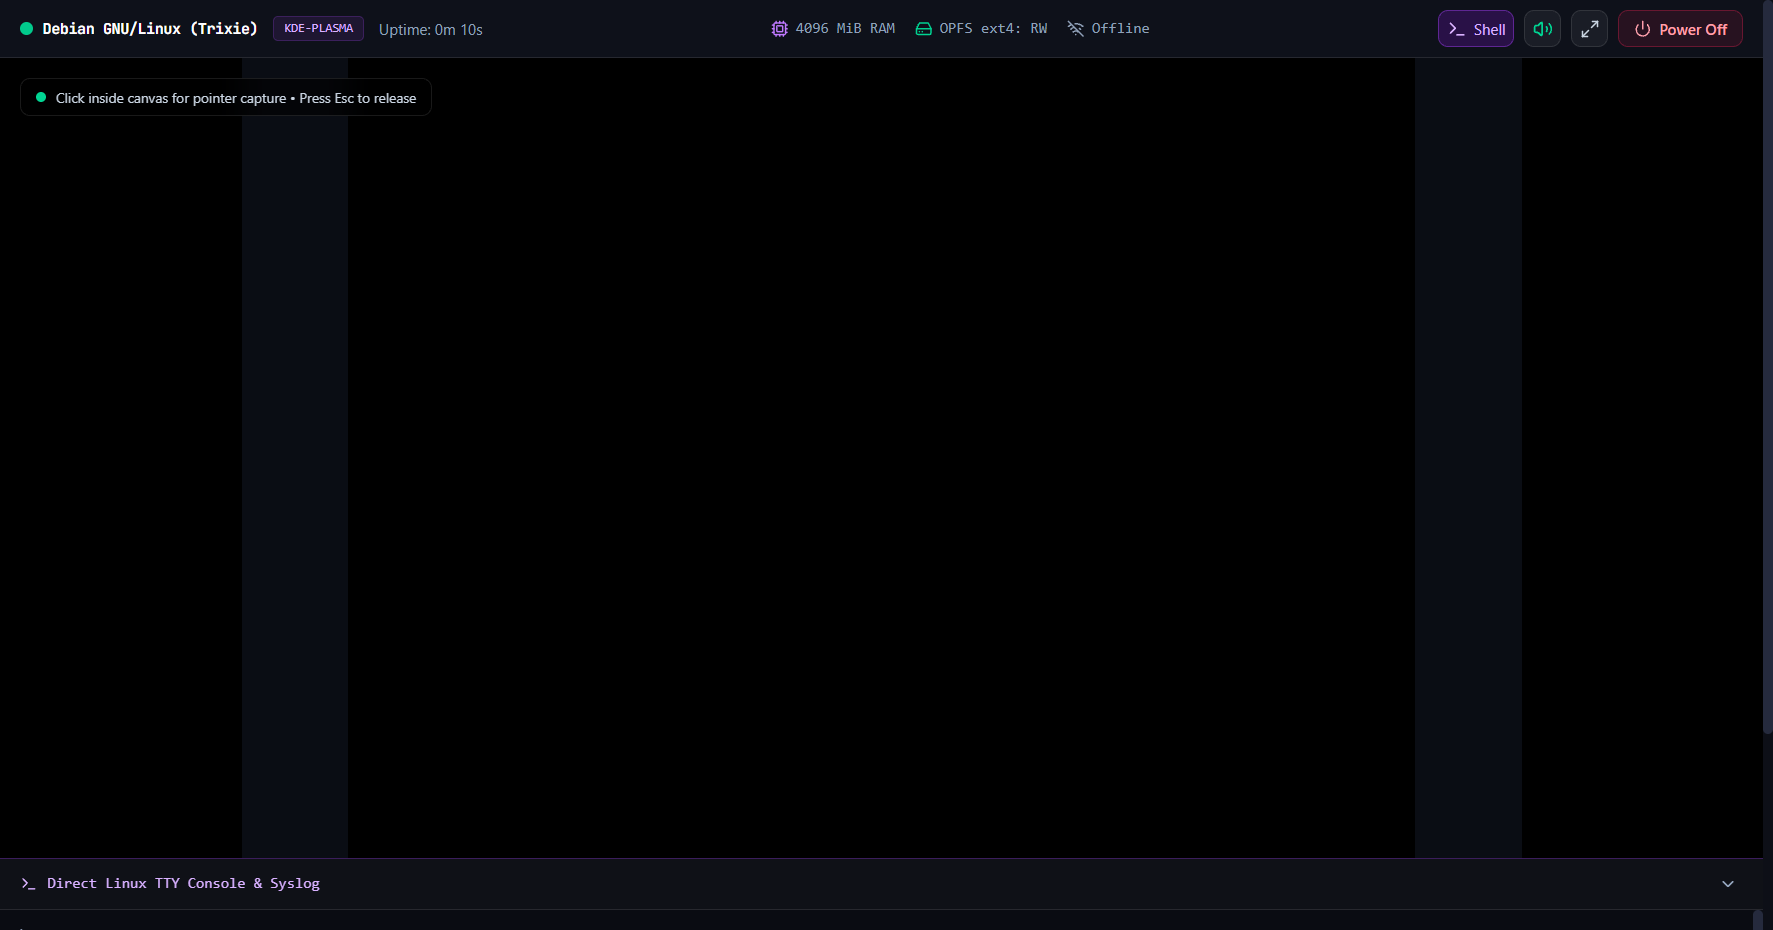 Debian GNU/Linux (Trixie) KDE-PLASMA Uptime: 0m 10s 4096 MiB RAM OPFS ext4: RW Offline >_ Shell Power Off
Click inside canvas for pointer capture • Press Esc to release
>_ Direct Linux TTY Console & Syslog